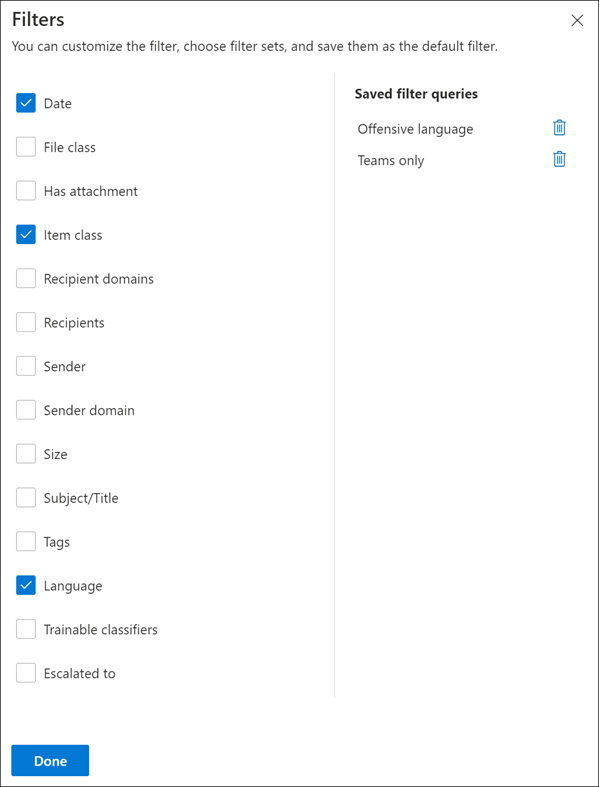 Filters
You can customize the filter, choose filter sets, and save them as the default filter.
Date
File class
Has attachment
Item class
Recipient domains
Recipients
Sender
Sender domain
Size
Subject/Title
Tags
Language
Trainable classifiers
Escalated to
Saved filter queries
Offensive language
Teams only
Done